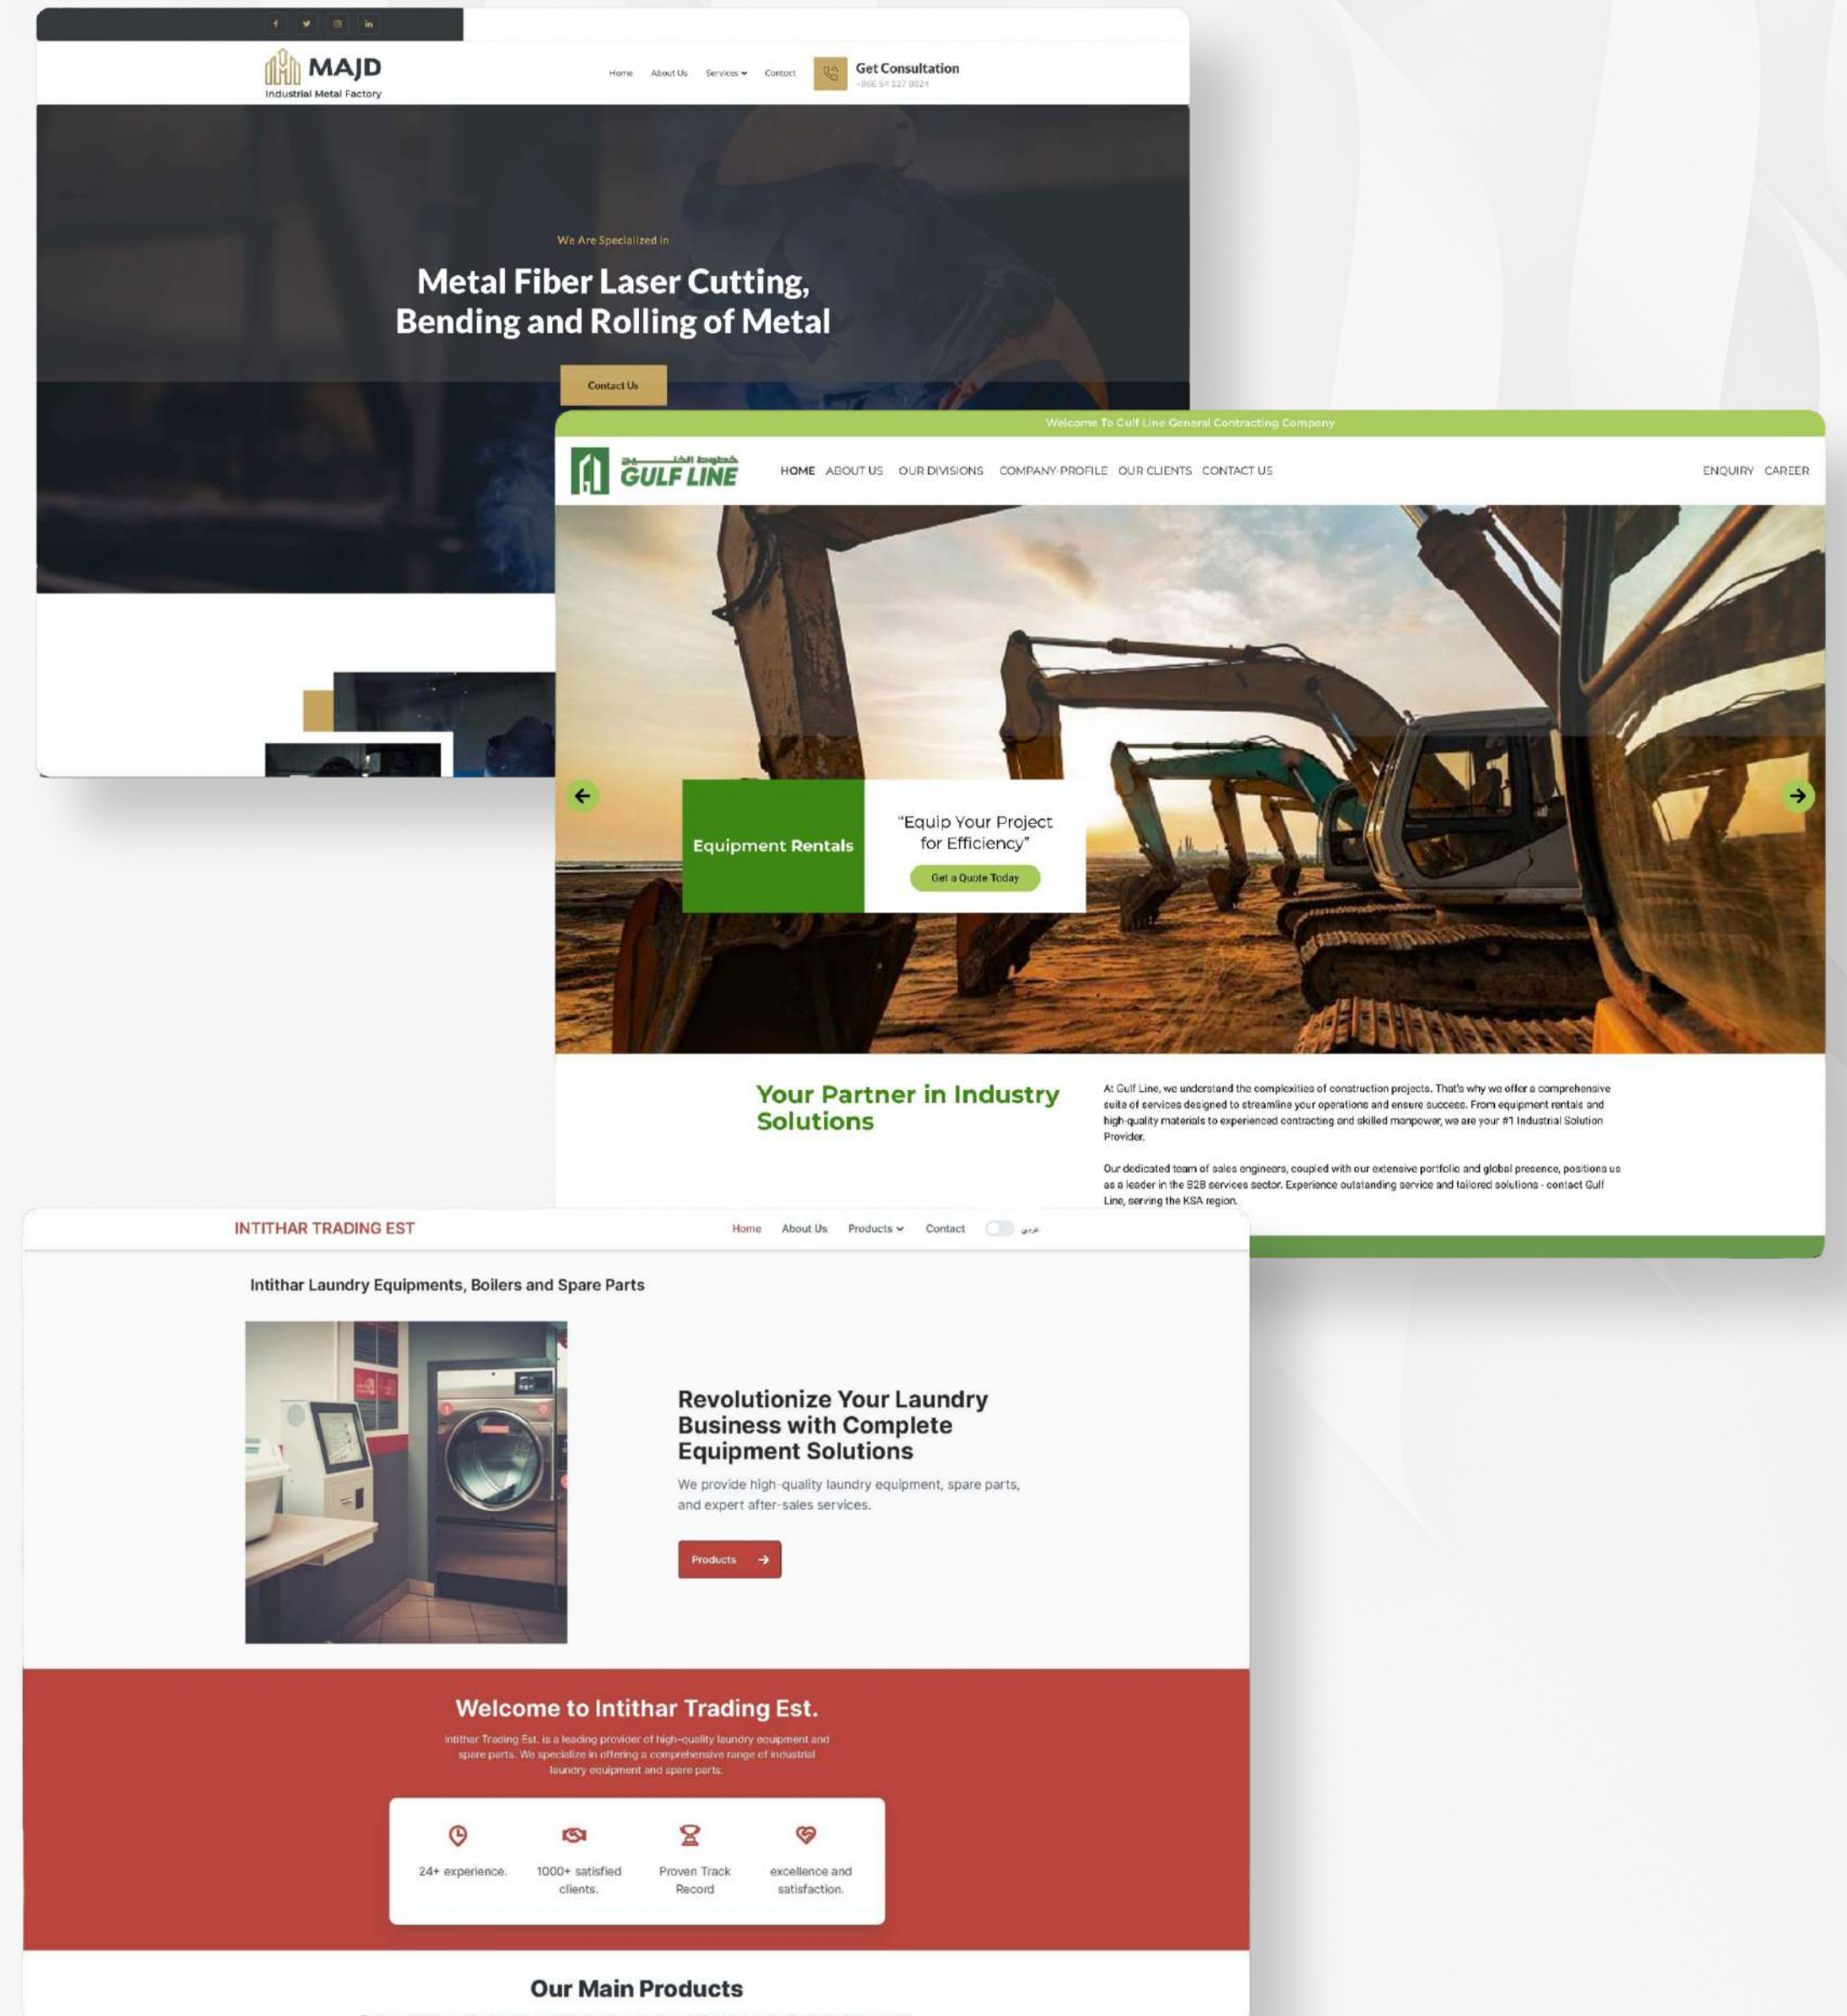 MAJD
Industrial Metal Factory
Home About Us Services Contact
Get Consultation
We Are Specialized in
Metal Fiber Laser Cutting,
Bending and Rolling of Metal
Contact Us
Welcome To Gulf Line General Contracting Company
خطوط الخليج
GULF LINE
HOME ABOUT US OUR DIVISIONS COMPANY-PROFILE OUR CLIENTS CONTACT US
ENQUIRY CAREER
Equipment Rentals
“Equip Your Project
for Efficiency”
Get a Quote Today
Your Partner in Industry
Solutions
At Gulf Line, we understand the complexities of construction projects. That's why we offer a comprehensive
suite of services designed to streamline your operations and ensure success. From equipment rentals and
high-quality materials to experienced contracting and skilled manpower, we are your #1 Industrial Solution
Provider.
Our dedicated team of sales engineers, coupled with our extensive portfolio and global presence, positions us
as a leader in the B2B services sector. Experience outstanding service and tailored solutions - contact Gulf
Line, serving the KSA region.
INTITHAR TRADING EST
Home About Us Products Contact عربي
Intithar Laundry Equipments, Boilers and Spare Parts
Revolutionize Your Laundry
Business with Complete
Equipment Solutions
We provide high-quality laundry equipment, spare parts,
and expert after-sales services.
Products
Welcome to Intithar Trading Est.
Intithar Trading Est. is a leading provider of high-quality laundry equipment and
spare parts. We specialize in offering a comprehensive range of industrial
laundry equipment and spare parts.
24+ experience.
1000+ satisfied
clients.
Proven Track
Record
excellence and
satisfaction.
Our Main Products